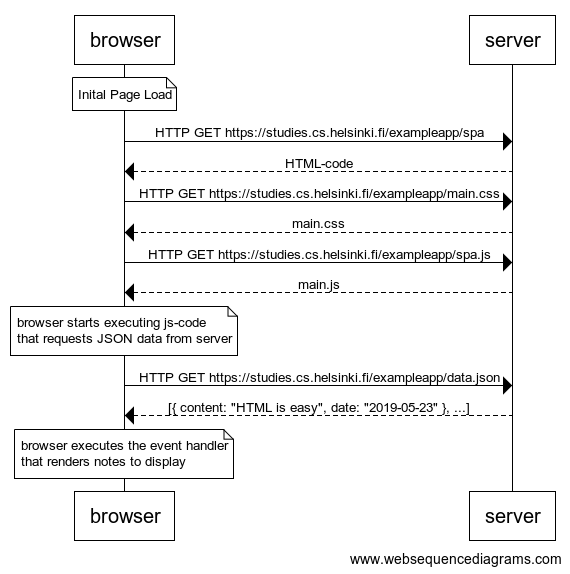 browser
server
Inital Page Load
HTTP GET https://studies.cs.helsinki.fi/exampleapp/spa
HTML-code
HTTP GET https://studies.cs.helsinki.fi/exampleapp/main.css
main.css
HTTP GET https://studies.cs.helsinki.fi/exampleapp/spa.js
main.js
browser starts executing js-code
that requests JSON data from server
HTTP GET https://studies.cs.helsinki.fi/exampleapp/data.json
[{ content: "HTML is easy", date: "2019-05-23" }, ...]
browser executes the event handler
that renders notes to display
browser
server
www.websequencediagrams.com